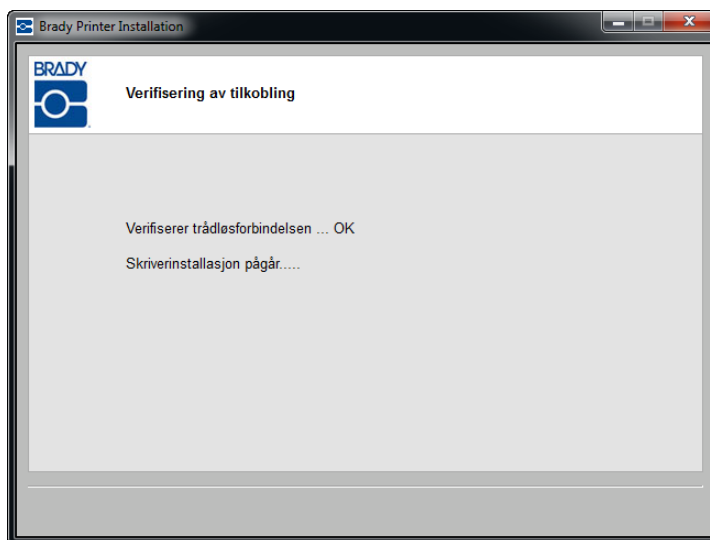 Brady Printer Installation
BRADY
Verifisering av tilkobling
Verifiserer trådløsforbindelsen ... OK
Skriverinstallasjon pågår.....